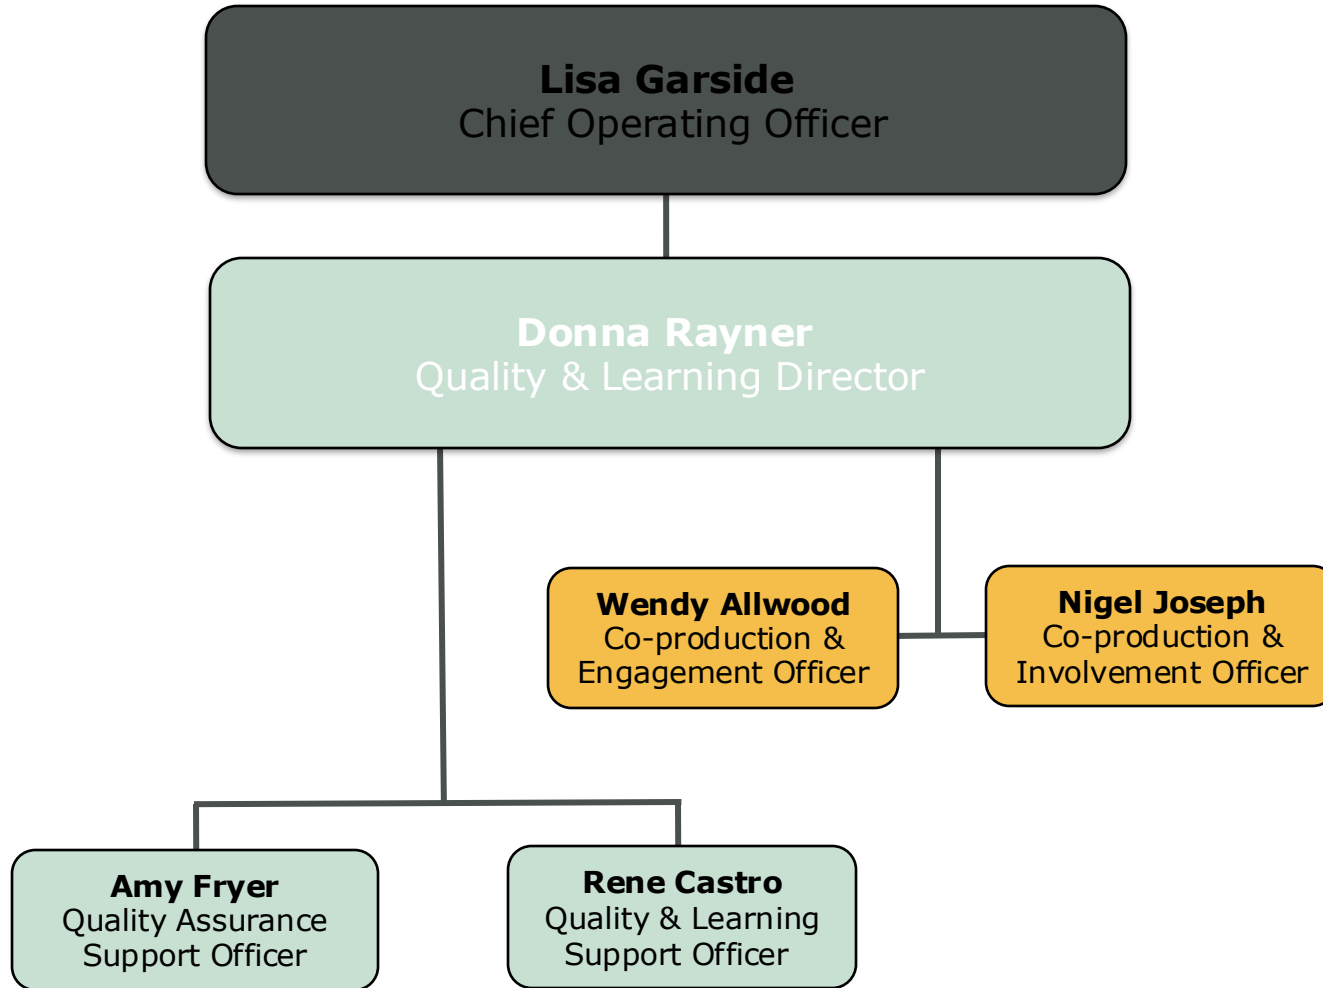 Lisa Garside
Chief Operating Officer
Donna Rayner
Quality & Learning Director
Wendy Allwood
Co-production &
Engagement Officer
Nigel Joseph
Co-production &
Involvement Officer
Amy Fryer
Quality Assurance
Support Officer
Rene Castro
Quality & Learning
Support Officer